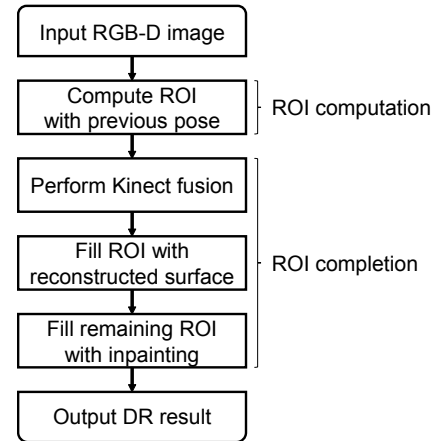 Input RGB-D image
Compute ROI
with previous pose
ROI computation
Perform Kinect fusion
Fill ROI with
reconstructed surface
ROI completion
Fill remaining ROI
with inpainting
Output DR result